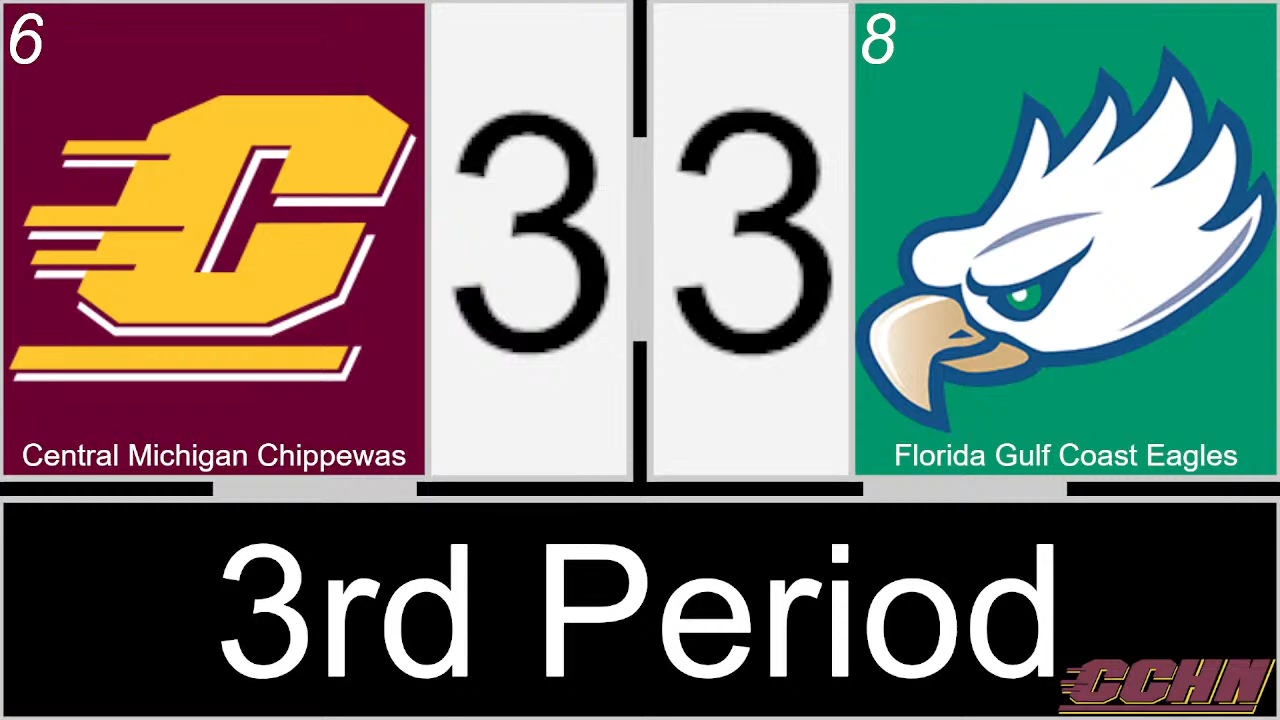 6
8
C
3
3
Central Michigan Chippewas
Florida Gulf Coast Eagles
3rd Period
CCHN